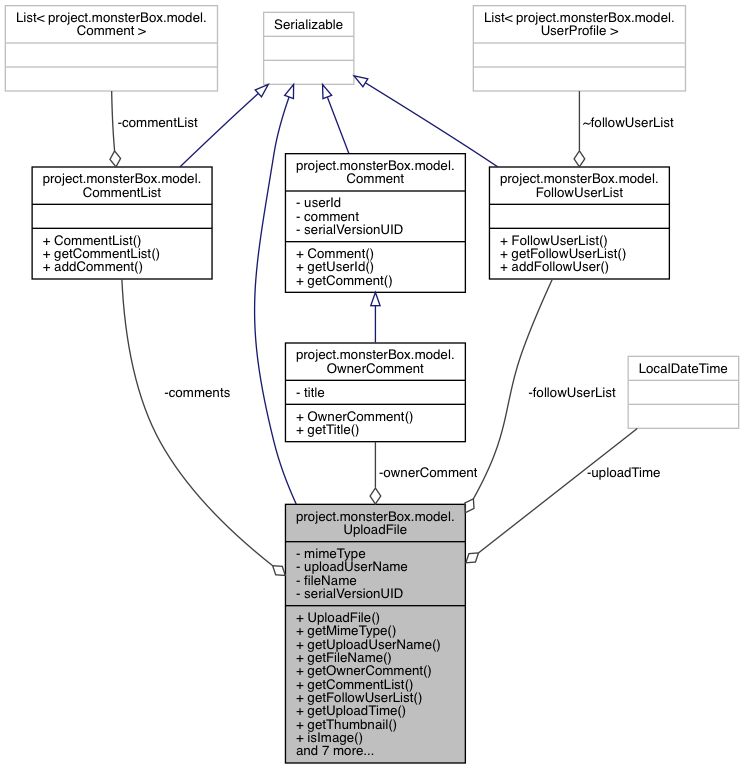 List< project.monsterBox.model.
Comment >
Serializable
List< project.monsterBox.model.
UserProfile >
-commentList
~followUserList
project.monsterBox.model.
CommentList
+ CommentList()
+ getCommentList()
+ addComment()
project.monsterBox.model.
Comment
- userId
- comment
- serialVersionUID
+ Comment()
+ getUserId()
+ getComment()
project.monsterBox.model.
FollowUserList
+ FollowUserList()
+ getFollowUserList()
+ addFollowUser()
project.monsterBox.model.
OwnerComment
- title
+ OwnerComment()
+ getTitle()
LocalDateTime
-comments
-followUserList
-ownerComment
-uploadTime
project.monsterBox.model.
UploadFile
- mimeType
- uploadUserName
- fileName
- serialVersionUID
+ UploadFile()
+ getMimeType()
+ getUploadUserName()
+ getFileName()
+ getOwnerComment()
+ getCommentList()
+ getFollowUserList()
+ getUploadTime()
+ getThumbnail()
+ isImage()
and 7 more...